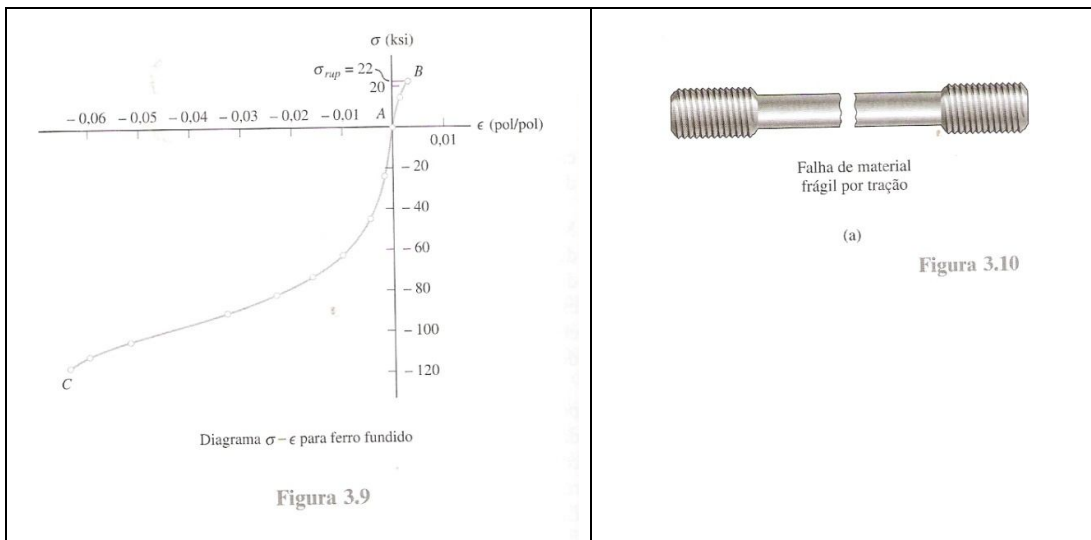 σ (ksi)
σrup = 22
B
20
A
− 0,06
− 0,05
− 0,04
− 0,03
− 0,02
− 0,01
ϵ (pol/pol)
0,01
− 20
− 40
− 60
− 80
− 100
− 120
C
Diagrama σ – ϵ para ferro fundido
Figura 3.9
Falha de material
frágil por tração
(a)
Figura 3.10